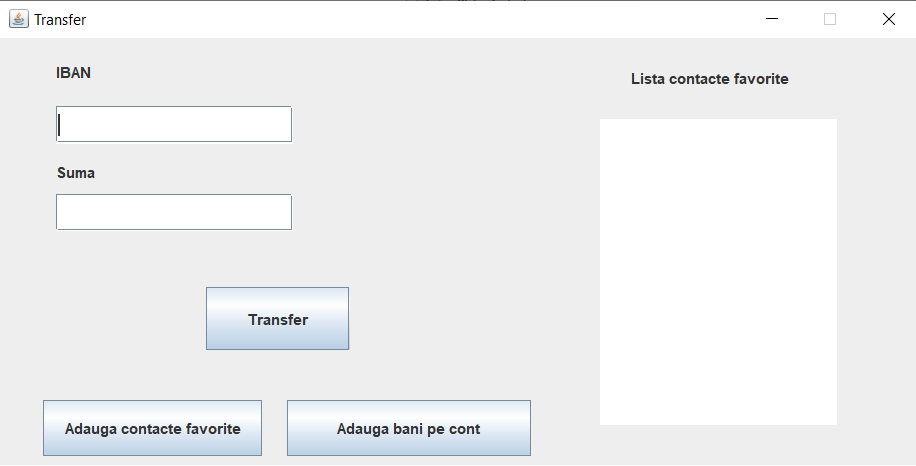 Transfer
IBAN
Lista contacte favorite
Suma
Transfer
Adauga contacte favorite
Adauga bani pe cont